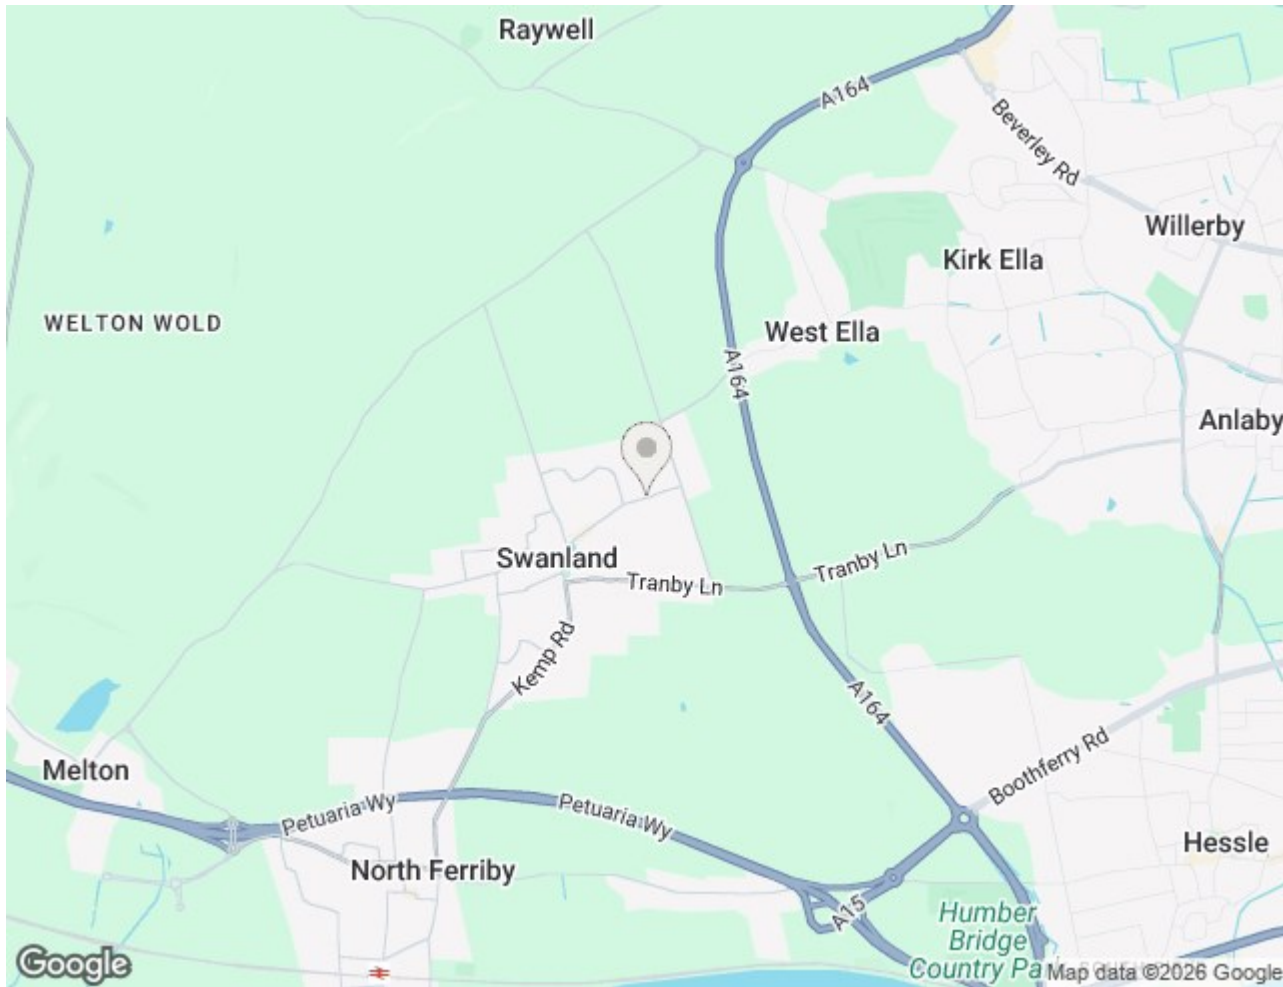 Raywell
A164
Beverley Rd
Willerby
Kirk Ella
WELTON WOLD
West Ella
A164
Anlaby
Swanland
Tranby Ln
Tranby Ln
Kemp Rd
A164
Boothferry Rd
Melton
Petuaria Wy
Petuaria Wy
Hessle
North Ferriby
A15
Humber
Bridge
Country Pa
Google
Map data ©2026 Google